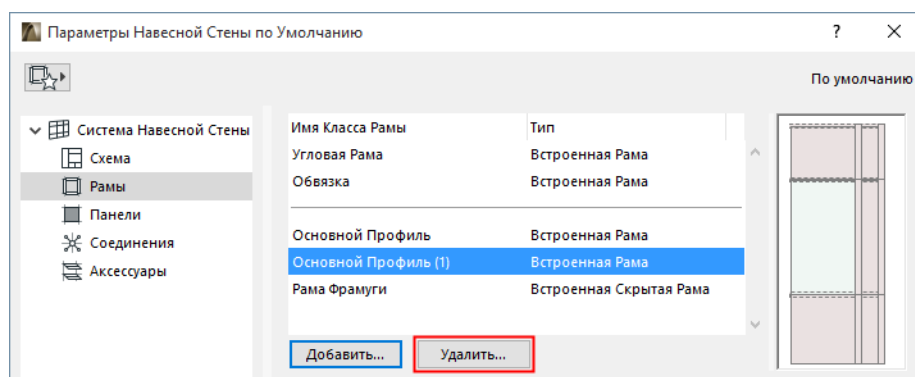 Параметры Навесной Стены по Умолчанию ? ×
По умолчанию
Система Навесной Стены
Схема
Рамы
Панели
Соединения
Аксессуары
Имя Класса Рамы Тип
Угловая Рама Встроенная Рама
Обвязка Встроенная Рама
Основной Профиль Встроенная Рама
Основной Профиль (1) Встроенная Рама
Рама Фрамуги Встроенная Скрытая Рама
Добавить... Удалить...